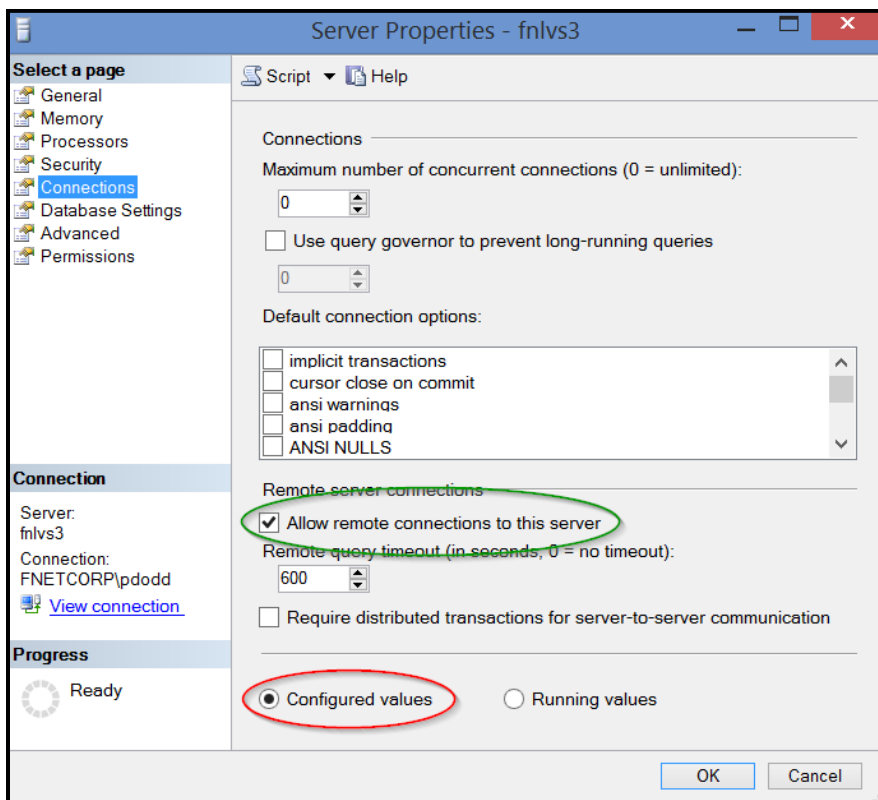 Server Properties - fnlvs3
Select a page
General
Memory
Processors
Security
Connections
Database Settings
Advanced
Permissions
Script
Help
Connections
Maximum number of concurrent connections (0 = unlimited):
0
Use query governor to prevent long-running queries
0
Default connection options:
implicit transactions
cursor close on commit
ansi warnings
ansi padding
ANSI NULLS
Remote server connections
Allow remote connections to this server
Remote query timeout (in seconds, 0 = no timeout):
600
Require distributed transactions for server-to-server communication
Configured values
Running values
Connection
Server:
fnlvs3
Connection:
FNETCORP\pdodd
View connection
Progress
Ready
OK
Cancel